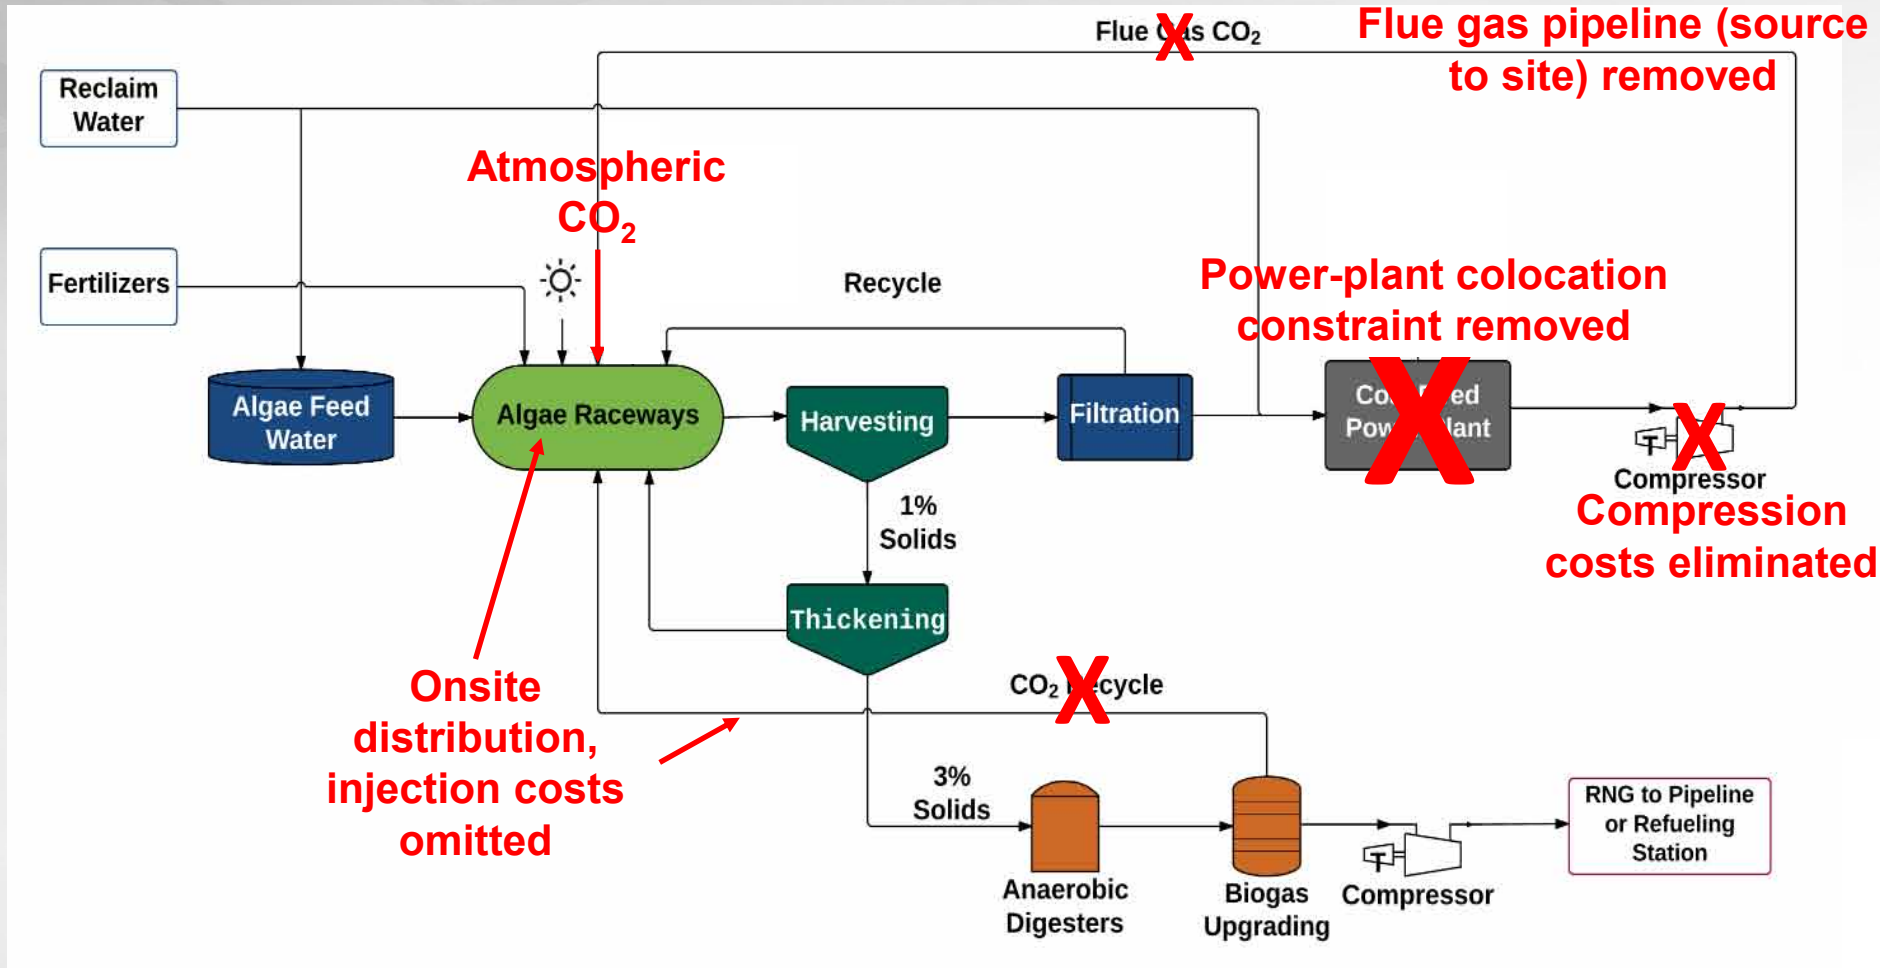 Flue Gas CO₂
Flue gas pipeline (source
to site) removed
Reclaim
Water
Atmospheric
CO₂
Fertilizers
Recycle
Power-plant colocation
constraint removed
Algae Feed
Water
Algae Raceways
Harvesting
Filtration
Plant
X
X
X
Compressor
Compression
costs eliminated
1%
Solids
Thickening
Onsite
distribution,
injection costs
omitted
CO₂ Recycle
X
3%
Solids
RNG to Pipeline
or Refueling
Station
Anaerobic
Digesters
Biogas
Upgrading
Compressor